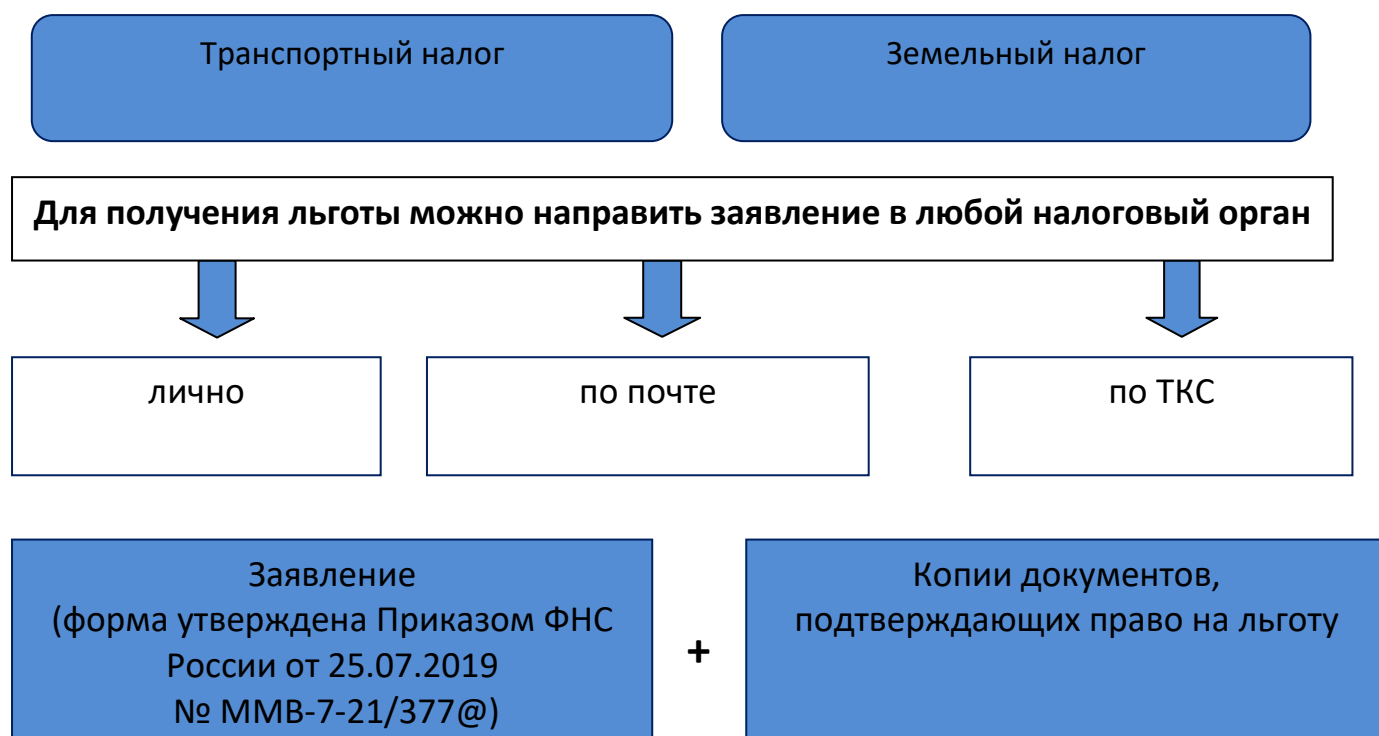 Транспортный налог
Земельный налог
Для получения льготы можно направить заявление в любой налоговый орган
лично
по почте
по ТКС
Заявление
(форма утверждена Приказом ФНС
России от 25.07.2019
№ ММВ-7-21/377@)
+
Копии документов,
подтверждающих право на льготу